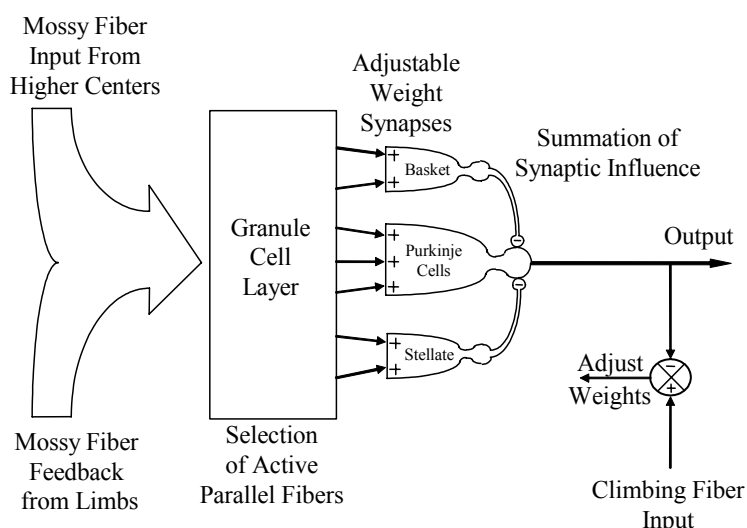 Mossy Fiber
Input From
Higher Centers
Adjustable
Weight
Synapses
Summation of
Synaptic Influence
+
+
Basket
-
Granule
Cell
Layer
+
+
+
Purkinje
Cells
Output
-
+
+
Stellate
Adjust
Weights
-
+
Mossy Fiber
Feedback
from Limbs
Selection
of Active
Parallel Fibers
Climbing Fiber
Input